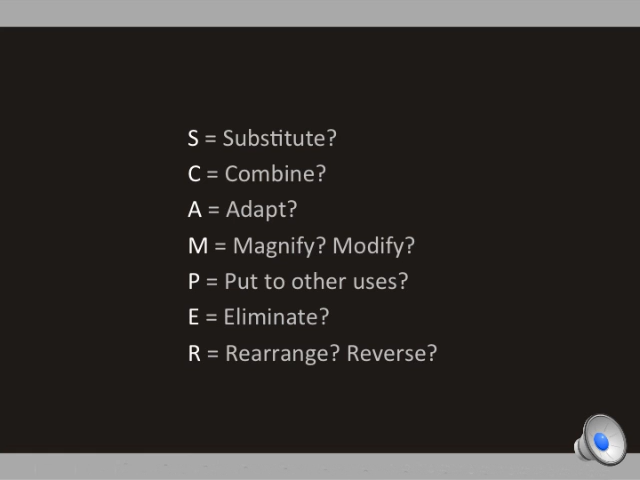 S = Substitute?
C = Combine?
A = Adapt?
M = Magnify? Modify?
P = Put to other uses?
E = Eliminate?
R = Rearrange? Reverse?